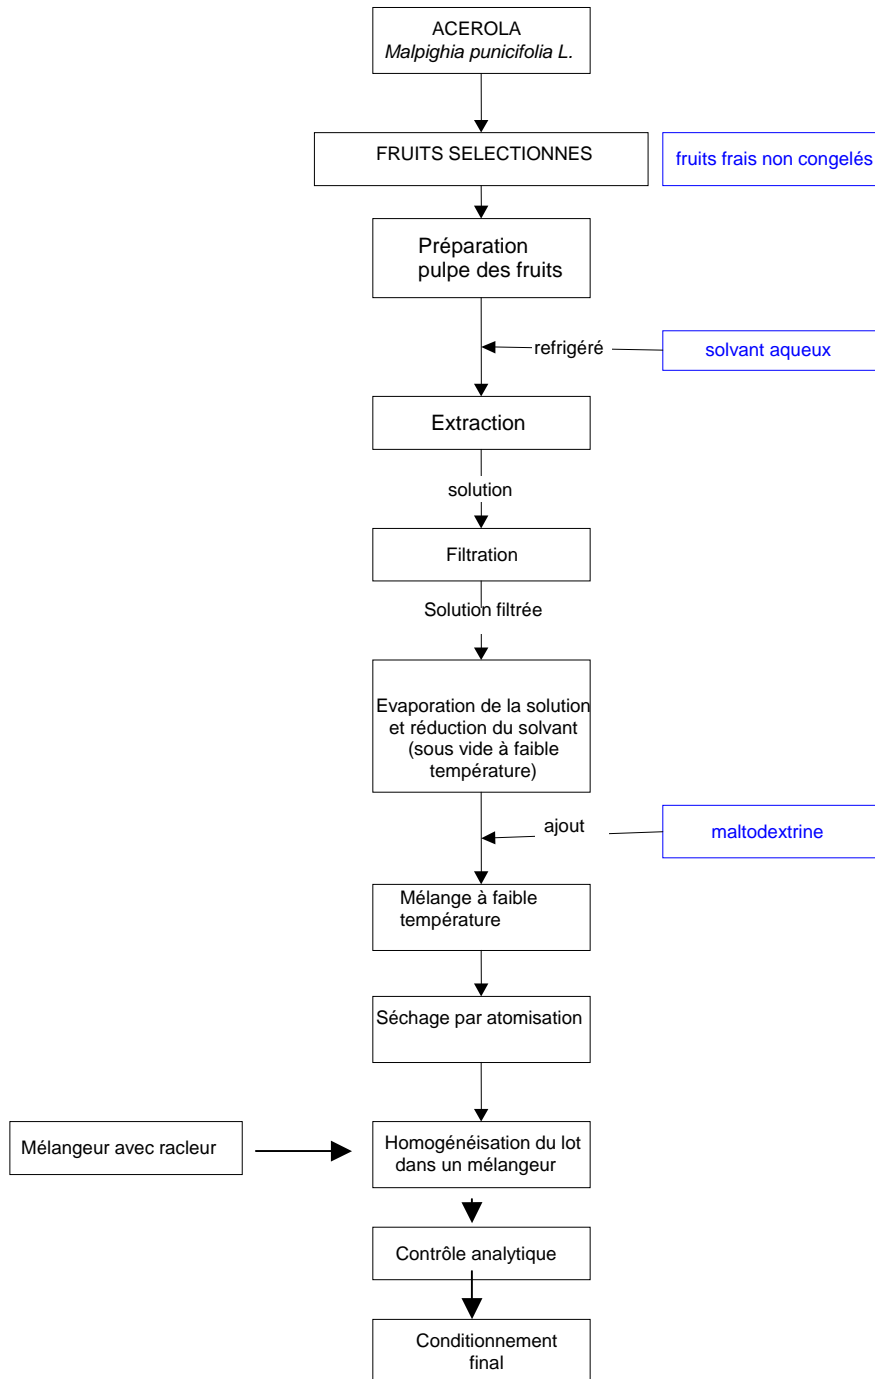 ACEROLA
Malpighia punicifolia L.
FRUITS SELECTIONNES
fruits frais non congelés
Préparation
pulpe des fruits
refrigéré
solvant aqueux
Extraction
solution
Filtration
Solution filtrée
Evaporation de la solution
et réduction du solvant
(sous vide à faible
température)
ajout
maltodextrine
Mélange à faible
température
Séchage par atomisation
Mélangeur avec racleur
Homogénéisation du lot
dans un mélangeur
Contrôle analytique
Conditionnement
final